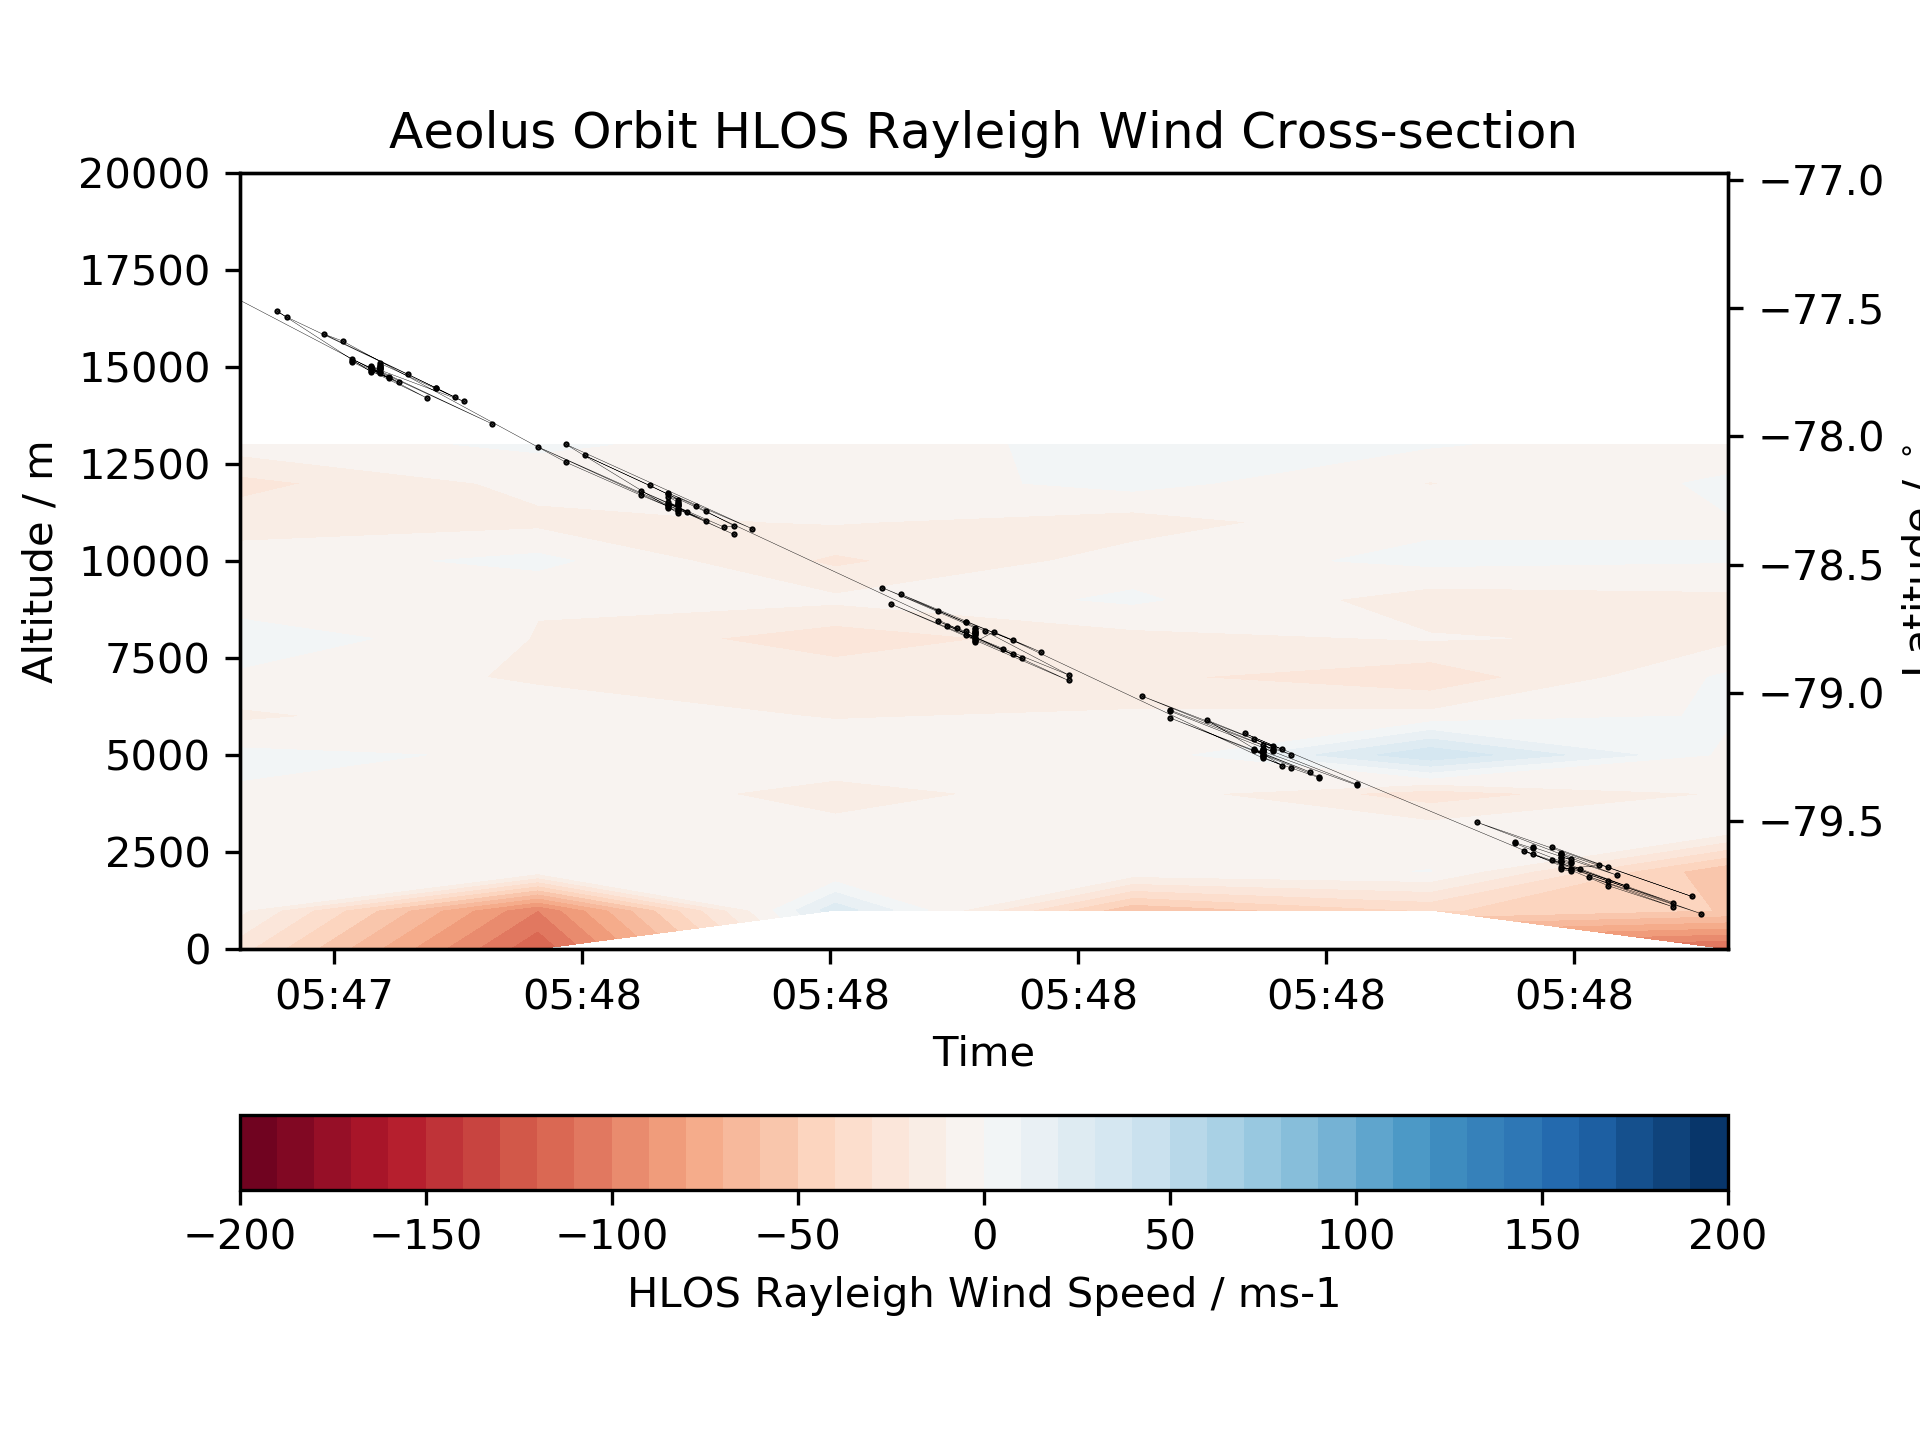 Aeolus Orbit HLOS Rayleigh Wind Cross-section
20000
17500
15000
12500
10000
7500
5000
2500
0
Altitude / m
−77.0
−77.5
−78.0
−78.5
−79.0
−79.5
Latitude / °
05:47 05:48 05:48 05:48 05:48 05:48
Time
−200 −150 −100 −50 0 50 100 150 200
HLOS Rayleigh Wind Speed / ms-1